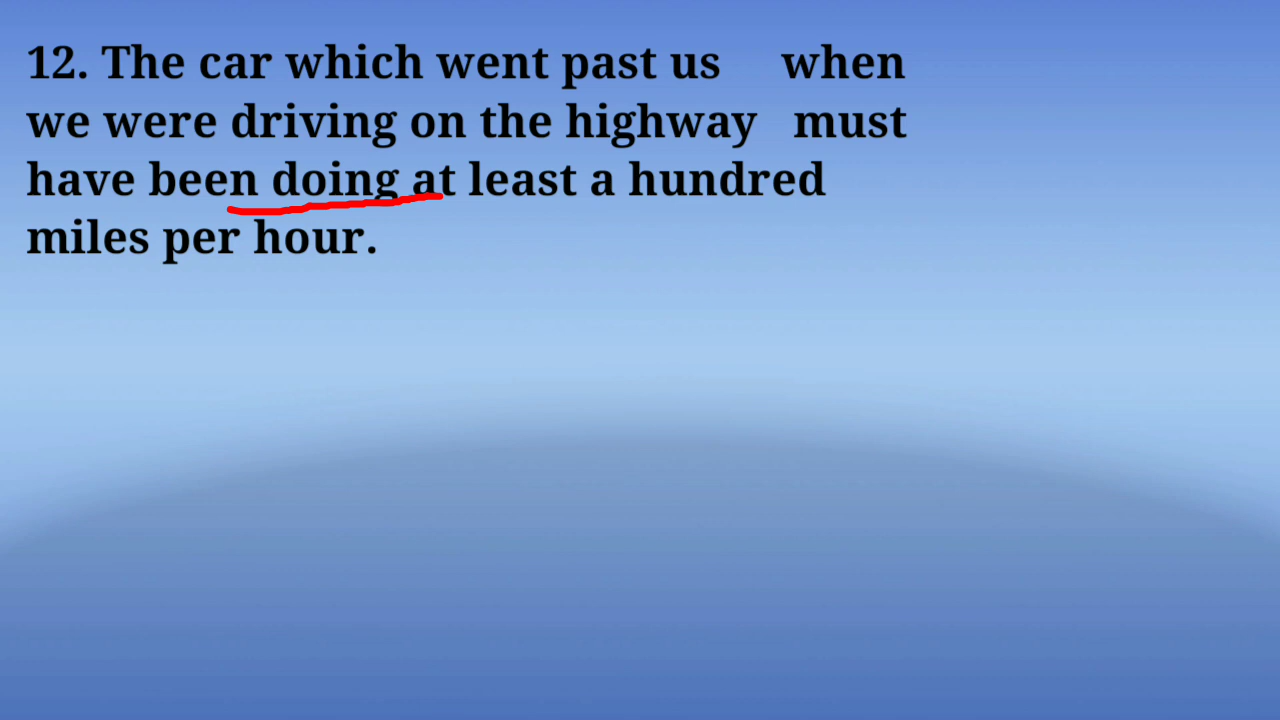 12. The car which went past us when
we were driving on the highway must
have been doing at least a hundred
miles per hour.